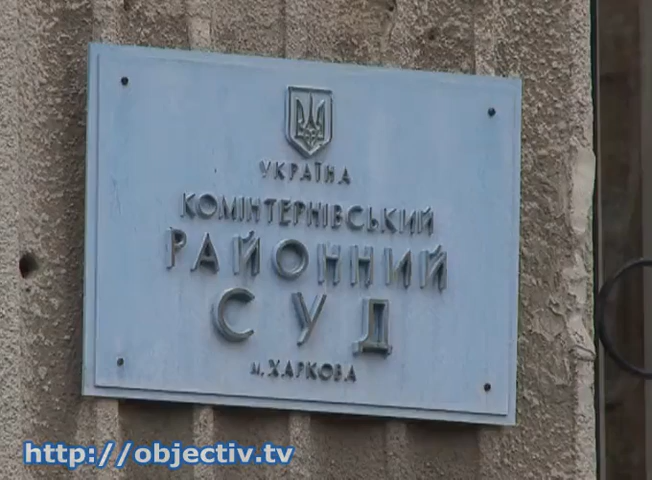 УКРАЇНА
КОМІНТЕРНІВСЬКИЙ
РАЙОННИЙ
СУД
м. ХАРКОВА
http://objectiv.tv